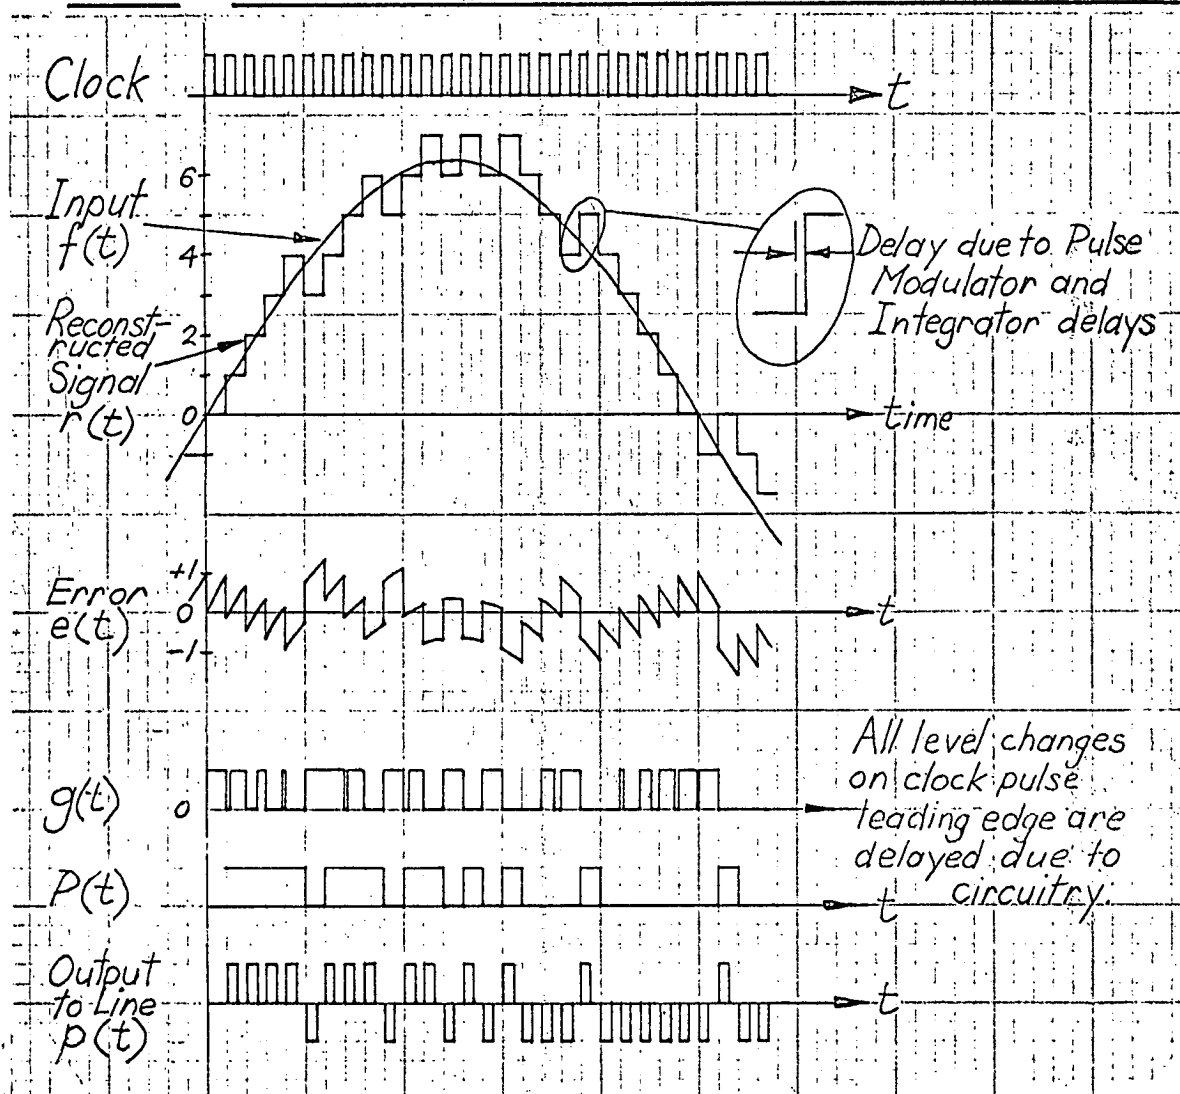 Clock
t
6
Input
f(t)
4
Delay due to Pulse
Modulator and
Integrator delays
Reconst-
ructed
Signal
r(t)
2
0
time
Error
e(t)
+1
0
-1
t
All level changes
on clock pulse
leading edge are
delayed due to
circuitry.
g(t)
0
P(t)
t
Output
to Line
p(t)
t